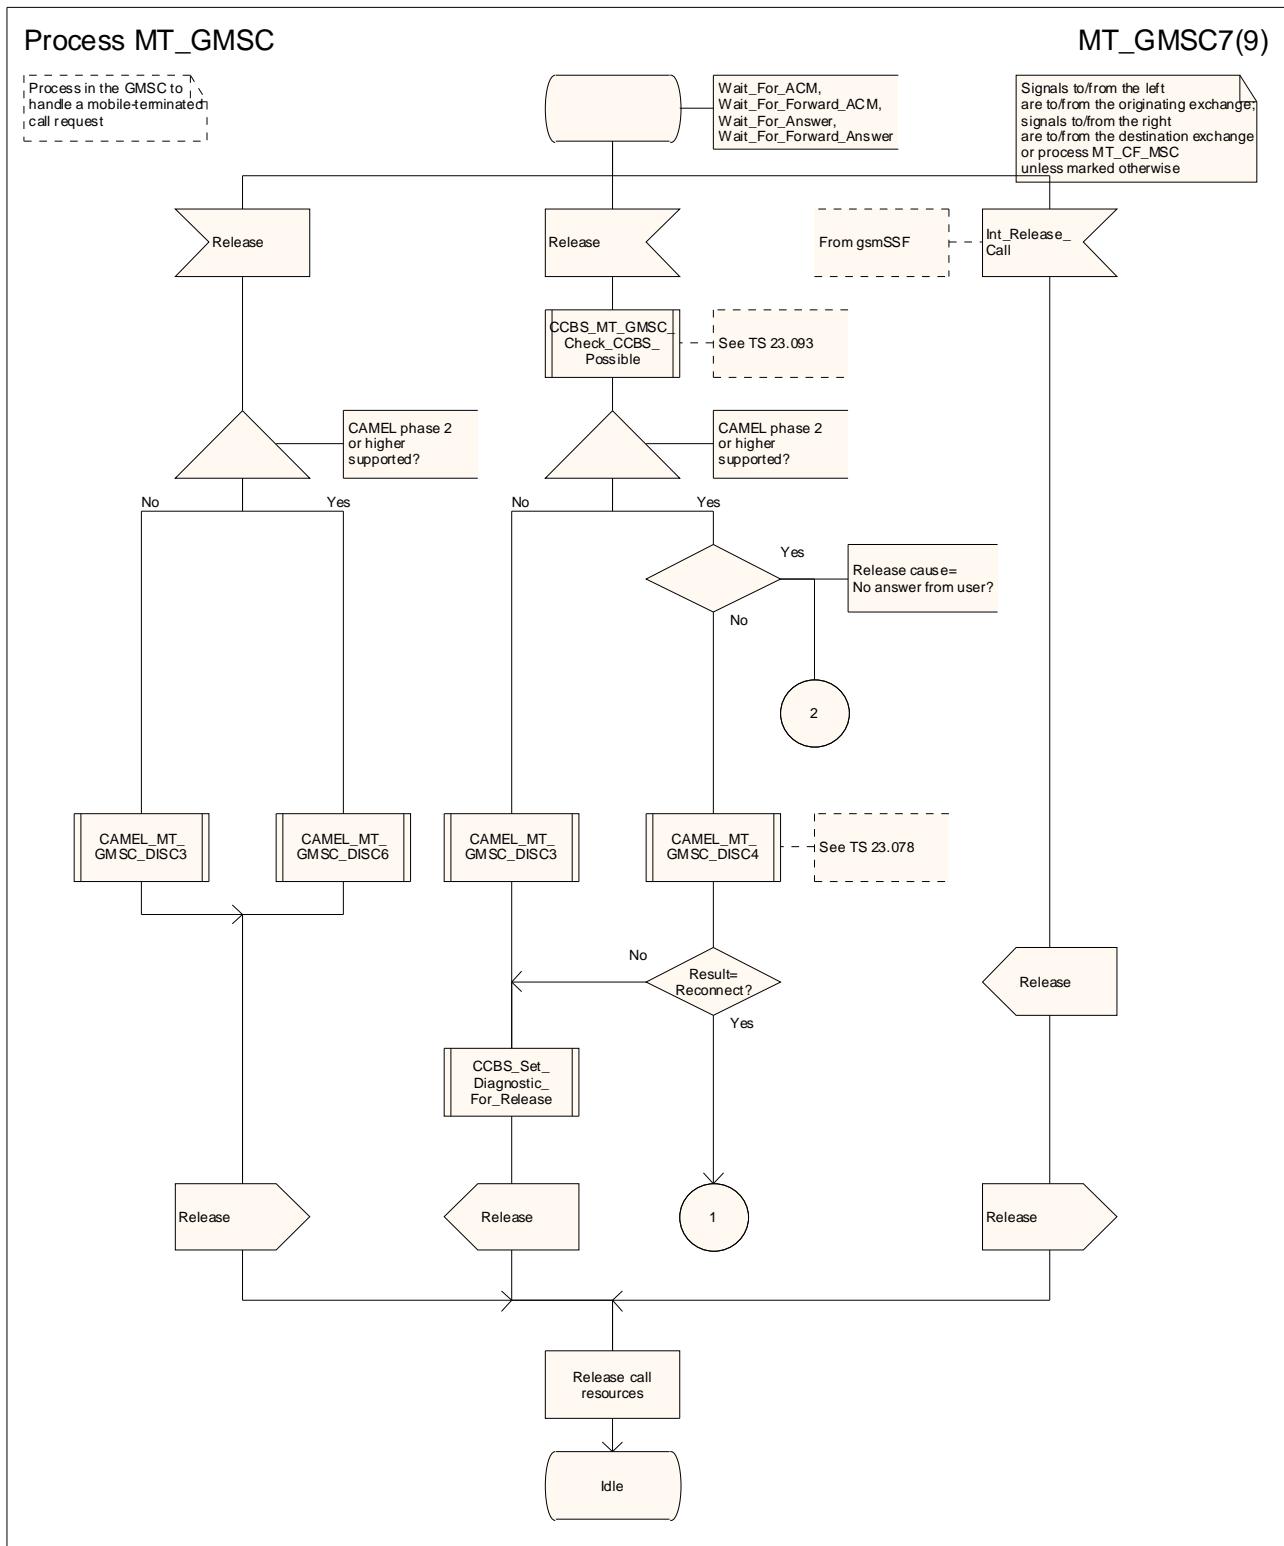 Process MT_GMSC
MT_GMSC7(9)
Process in the GMSC to
handle a mobile-terminated
call request
Wait_For_ACM,
Wait_For_Forward_ACM,
Wait_For_Answer,
Wait_For_Forward_Answer
Signals to/from the left
are to/from the originating exchange;
signals to/from the right
are to/from the destination exchange
or process MT_CF_MSC
unless marked otherwise
Release
Release
From gsmSSF
Int_Release_
Call
CCBS_MT_GMSC_
Check_CCBS_
Possible
See TS 23.093
CAMEL phase 2
or higher
supported?
CAMEL phase 2
or higher
supported?
No
Yes
No
Yes
Yes
Release cause=
No answer from user?
No
2
CAMEL_MT_
GMSC_DISC3
CAMEL_MT_
GMSC_DISC6
CAMEL_MT_
GMSC_DISC3
CAMEL_MT_
GMSC_DISC4
See TS 23.078
No
Result=
Reconnect?
Yes
Release
CCBS_Set_
Diagnostic_
For_Release
Release
Release
1
Release
Release call
resources
Idle